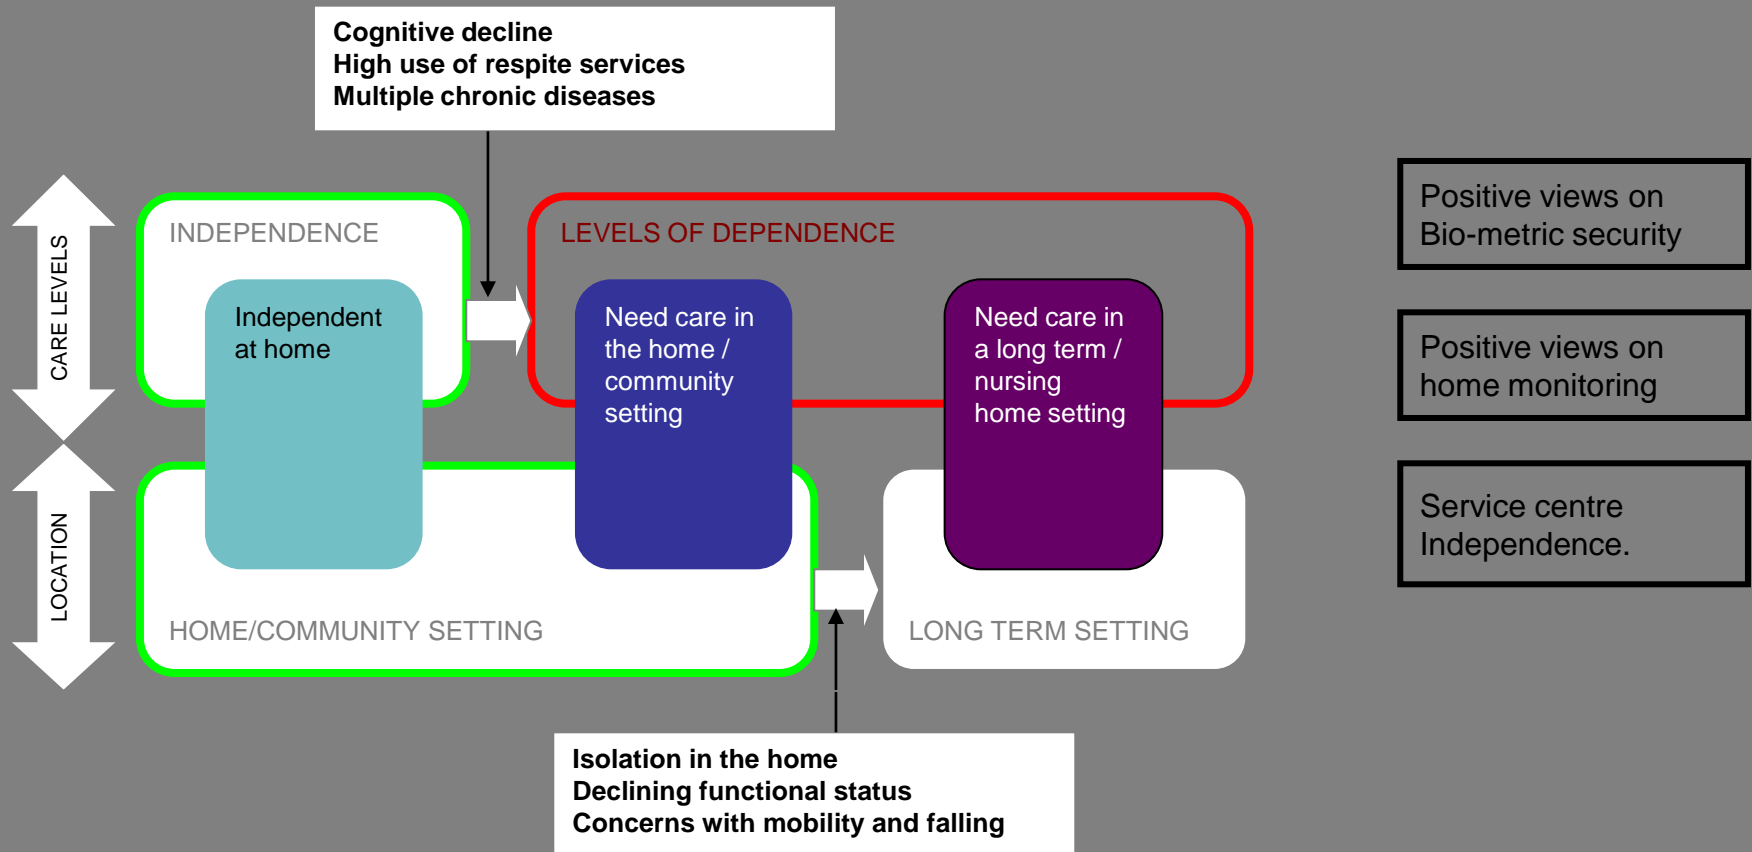 Cognitive decline
High use of respite services
Multiple chronic diseases
CARE LEVELS
INDEPENDENCE
LEVELS OF DEPENDENCE
Independent
at home
Need care in
the home /
community
setting
Need care in
a long term /
nursing
home setting
LOCATION
HOME/COMMUNITY SETTING
LONG TERM SETTING
Isolation in the home
Declining functional status
Concerns with mobility and falling
Positive views on
Bio-metric security
Positive views on
home monitoring
Service centre
Independence.